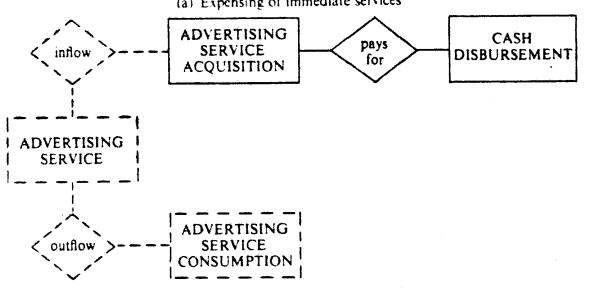 (a) Expensing of immediate services
inflow
ADVERTISING
SERVICE
ACQUISITION
pays
for
CASH
DISBURSEMENT
ADVERTISING
SERVICE
outflow
ADVERTISING
SERVICE
CONSUMPTION